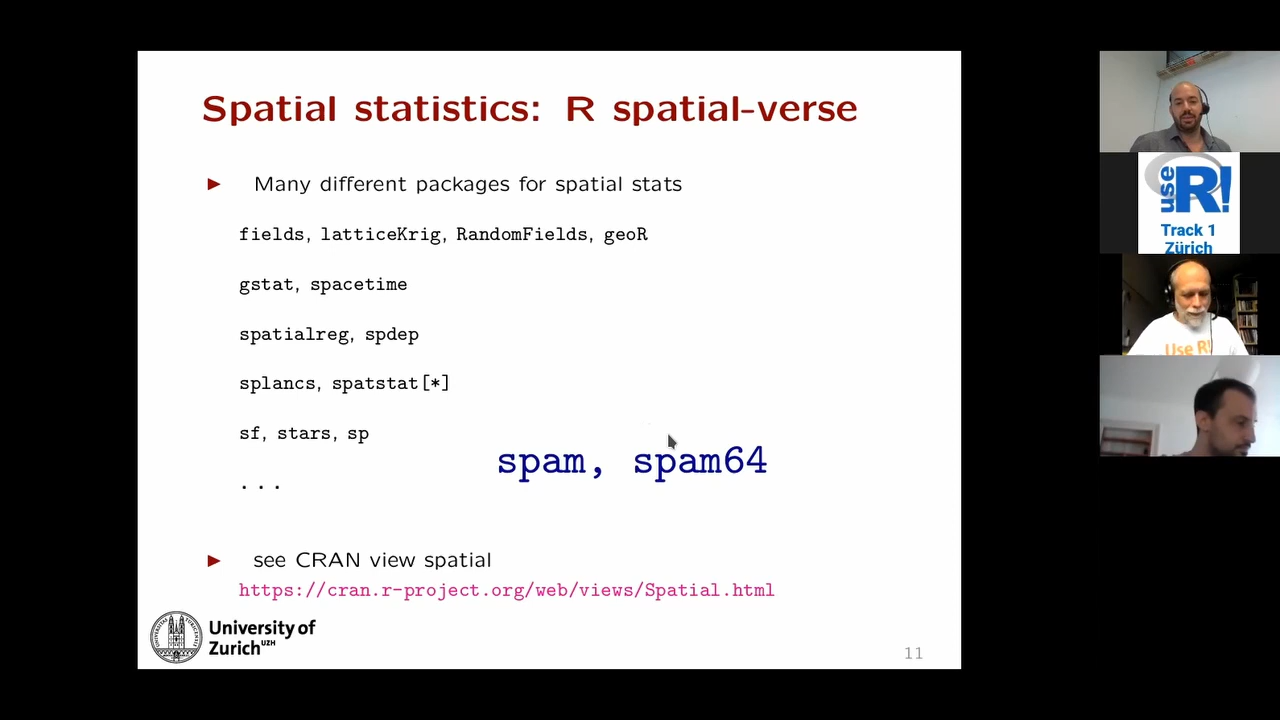 Spatial statistics: R spatial-verse
▶ Many different packages for spatial stats
fields, latticeKrig, RandomFields, geoR
gstat, spacetime
spatialreg, spdep
splancs, spatstat[*]
sf, stars, sp
spam, spam64
...
▶ see CRAN view spatial
https://cran.r-project.org/web/views/Spatial.html
University of
Zurich UZH
11
use R!
Track 1
Zürich
Use R!